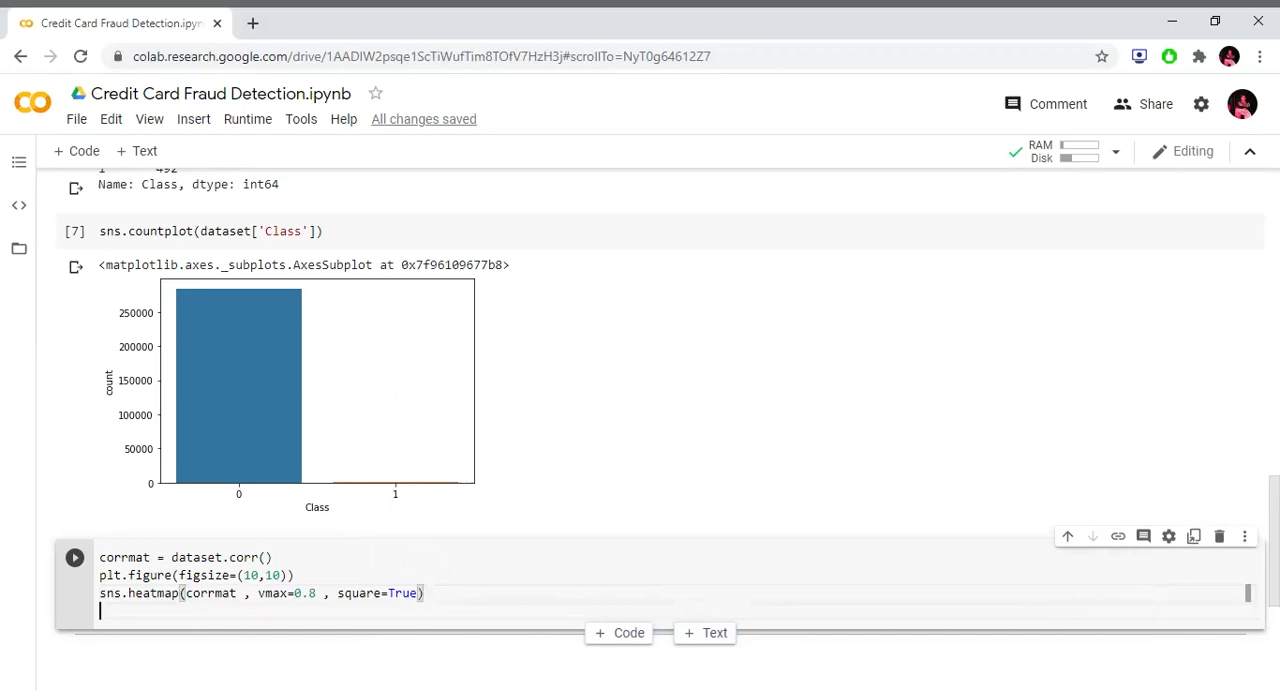 Credit Card Fraud Detection.ipyn
colab.research.google.com/drive/1AADIW2psqe1ScTiWufTim8TOfV7HzH3j#scrollTo=NyT0g64612Z7
Credit Card Fraud Detection.ipynb
Comment
Share
File Edit View Insert Runtime Tools Help All changes saved
+ Code + Text
RAM
Disk
Editing
1 492
Name: Class, dtype: int64
[7] sns.countplot(dataset['Class'])
<matplotlib.axes._subplots.AxesSubplot at 0x7f96109677b8>
250000
200000
150000
100000
50000
0
count
0 1
Class
corrmat = dataset.corr()
plt.figure(figsize=(10,10))
sns.heatmap(corrmat , vmax=0.8 , square=True)
+ Code + Text